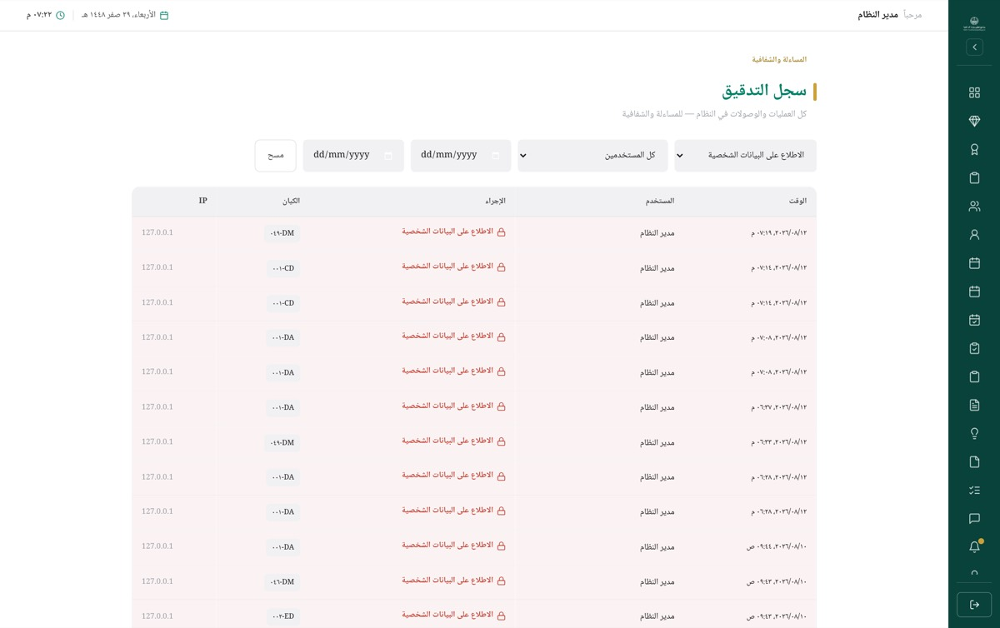 مرحباً مدير النظام
الأربعاء، ٢٩ صفر ١٤٤٨ هـ
٠٧:٢٢ م
المساءلة والشفافية
سجل التدقيق
كل العمليات والوصولات في النظام — للمساءلة والشفافية
الاطلاع على البيانات الشخصية كل المستخدمين dd/mm/yyyy dd/mm/yyyy مسح
الوقت المستخدم الإجراء الكيان IP
٢٠٢٦/٠٨/١٢، ٠٧:١٩ م مدير النظام الاطلاع على البيانات الشخصية DM-٠٤٩ 127.0.0.1
٢٠٢٦/٠٨/١٢، ٠٧:١٤ م مدير النظام الاطلاع على البيانات الشخصية CD-٠٠١ 127.0.0.1
٢٠٢٦/٠٨/١٢، ٠٧:١٤ م مدير النظام الاطلاع على البيانات الشخصية CD-٠٠١ 127.0.0.1
٢٠٢٦/٠٨/١٢، ٠٧:٠٨ م مدير النظام الاطلاع على البيانات الشخصية DA-٠٠١ 127.0.0.1
٢٠٢٦/٠٨/١٢، ٠٧:٠٨ م مدير النظام الاطلاع على البيانات الشخصية DA-٠٠١ 127.0.0.1
٢٠٢٦/٠٨/١٢، ٠٦:٣٧ م مدير النظام الاطلاع على البيانات الشخصية DA-٠٠١ 127.0.0.1
٢٠٢٦/٠٨/١٢، ٠٦:٣٣ م مدير النظام الاطلاع على البيانات الشخصية DM-٠٤٩ 127.0.0.1
٢٠٢٦/٠٨/١٢، ٠٦:٢٨ م مدير النظام الاطلاع على البيانات الشخصية DA-٠٠١ 127.0.0.1
٢٠٢٦/٠٨/١٢، ٠٦:٢٨ م مدير النظام الاطلاع على البيانات الشخصية DA-٠٠١ 127.0.0.1
٢٠٢٦/٠٨/١٠، ٠٩:٤٤ ص مدير النظام الاطلاع على البيانات الشخصية DA-٠٠١ 127.0.0.1
٢٠٢٦/٠٨/١٠، ٠٩:٤٣ ص مدير النظام الاطلاع على البيانات الشخصية DM-٠٤٦ 127.0.0.1
٢٠٢٦/٠٨/١٠، ٠٩:٤٣ ص مدير النظام الاطلاع على البيانات الشخصية ED-٠٠٢ 127.0.0.1